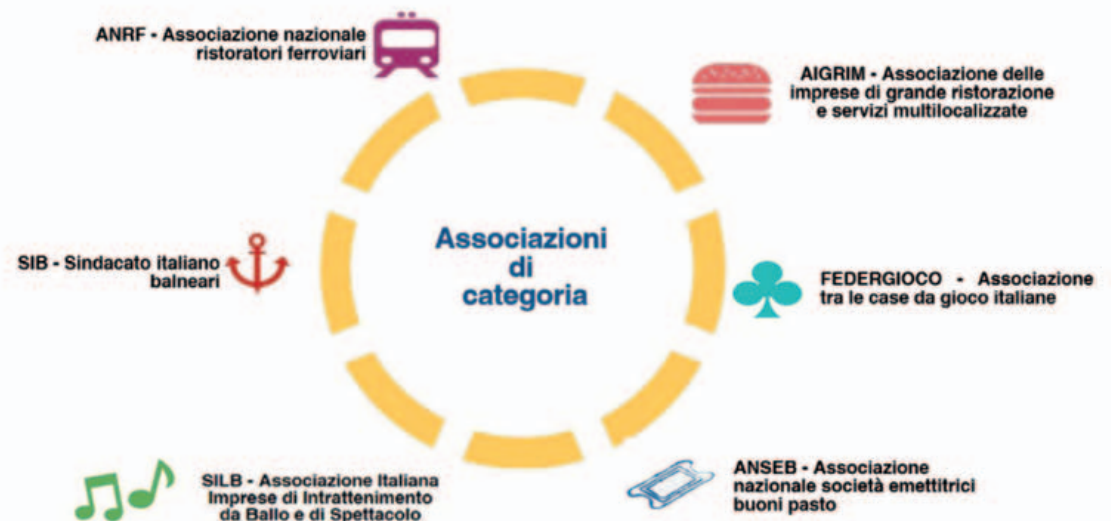 ANRF - Associazione nazionale
ristoratori ferroviari
AIGRIM - Associazione delle
imprese di grande ristorazione
e servizi multilocalizzate
Associazioni
di
categoria
SIB - Sindacato italiano
balneari
FEDERGIOCO - Associazione
tra le case da gioco italiane
SILB - Associazione Italiana
Imprese di Intrattenimento
da Ballo e di Spettacolo
ANSEB - Associazione
nazionale società emettitrici
buoni pasto